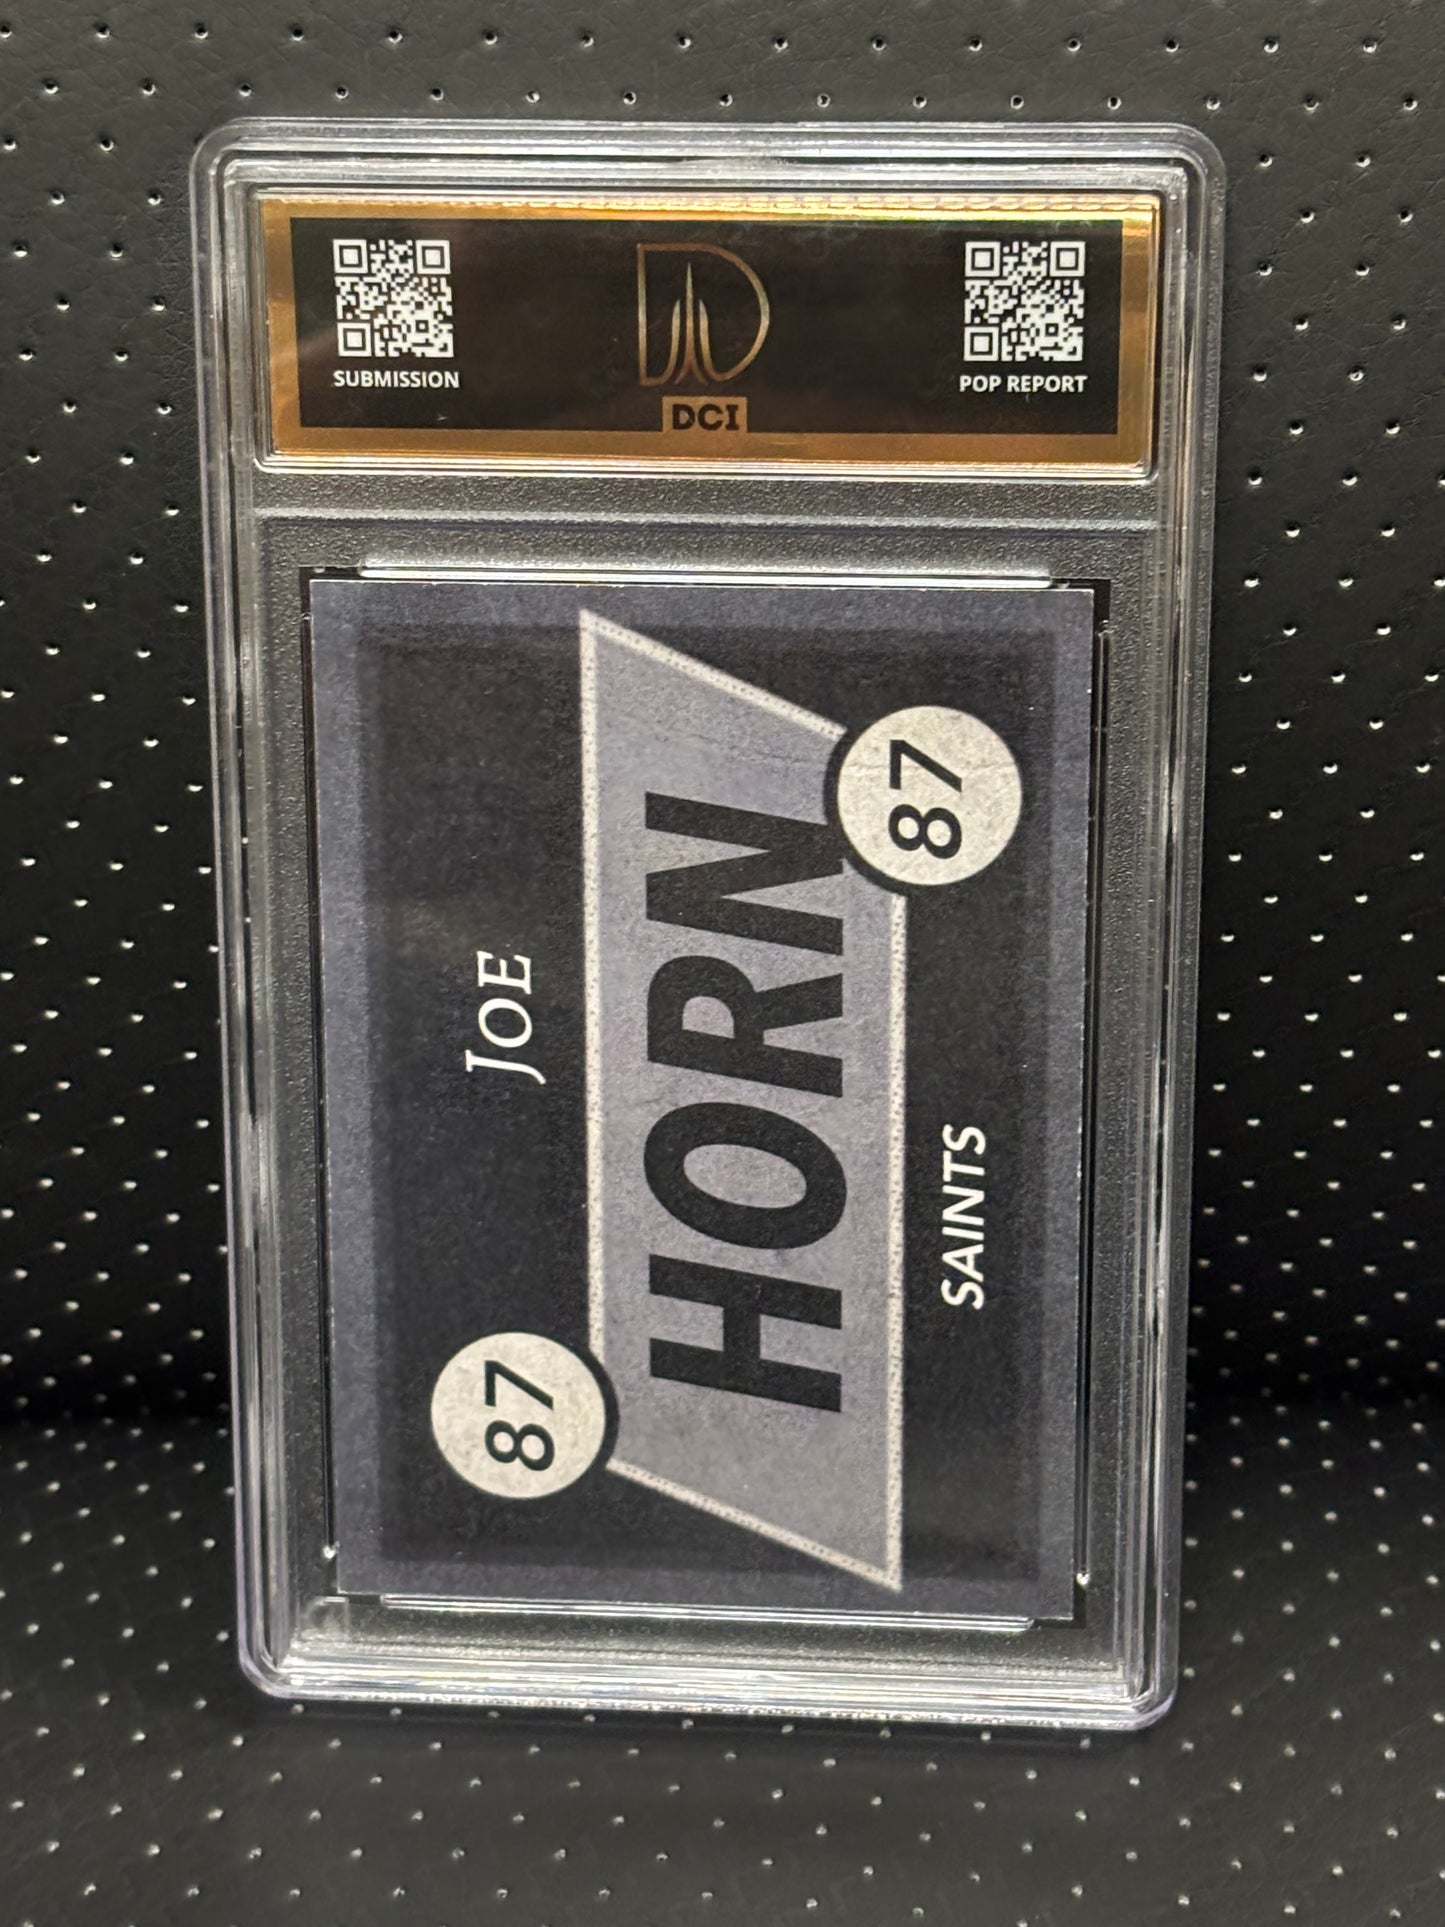 SUBMISSION
DCI
POP REPORT
JOE
87
HORN
87
SAINTS